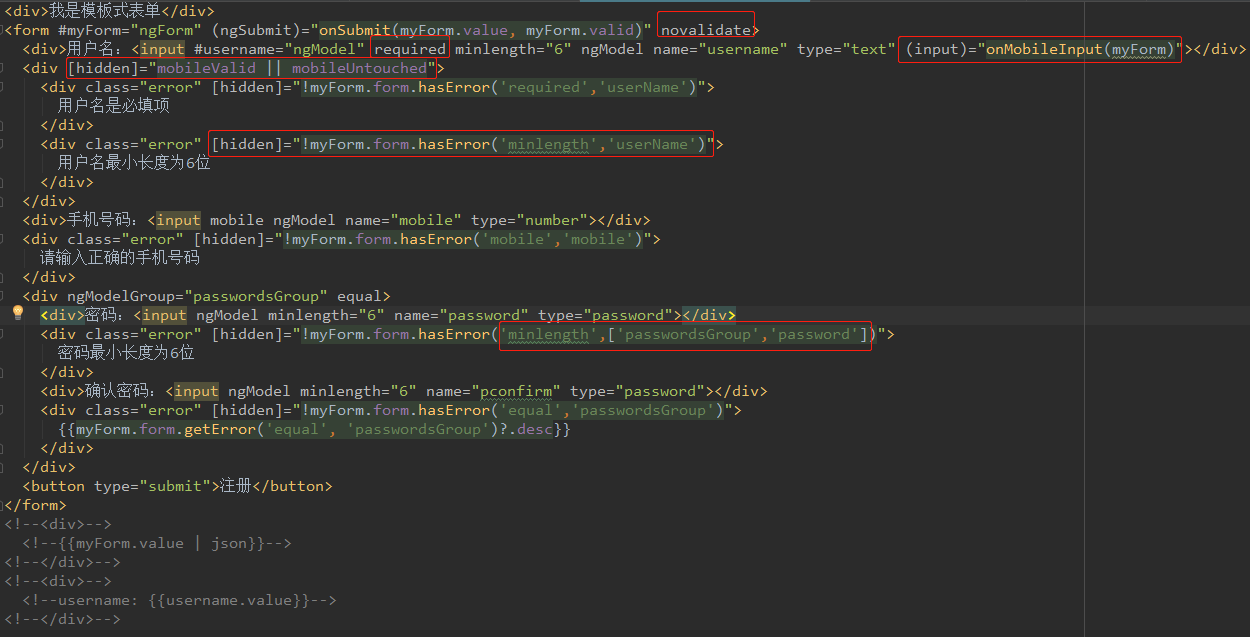 <div>我是模板式表单</div>
<form #myForm="ngForm" (ngSubmit)="onSubmit(myForm.value, myForm.valid)" novalidate>
<div>用户名：<input #username="ngModel" required minlength="6" ngModel name="username" type="text" (input)="onMobileInput(myForm)"></div>
<div [hidden]="mobileValid || mobileUntouched">
<div class="error" [hidden]="!myForm.form.hasError('required','userName')">
用户名是必填项
</div>
<div class="error" [hidden]="!myForm.form.hasError('minlength','userName')">
用户名最小长度为6位
</div>
</div>
<div>手机号码：<input mobile ngModel name="mobile" type="number"></div>
<div class="error" [hidden]="!myForm.form.hasError('mobile','mobile')">
请输入正确的手机号码
</div>
<div ngModelGroup="passwordsGroup" equal>
<div>密码：<input ngModel minlength="6" name="password" type="password"></div>
<div class="error" [hidden]="!myForm.form.hasError('minlength',['passwordsGroup','password'])">
密码最小长度为6位
</div>
<div>确认密码：<input ngModel minlength="6" name="pconfirm" type="password"></div>
<div class="error" [hidden]="!myForm.form.hasError('equal','passwordsGroup')">
{{myForm.form.getError('equal', 'passwordsGroup')?.desc}}
</div>
</div>
<button type="submit">注册</button>
</form>
<!--<div>-->
<!--{{myForm.value | json}}-->
<!--</div>-->
<!--<div>-->
<!--username: {{username.value}}-->
<!--</div>-->